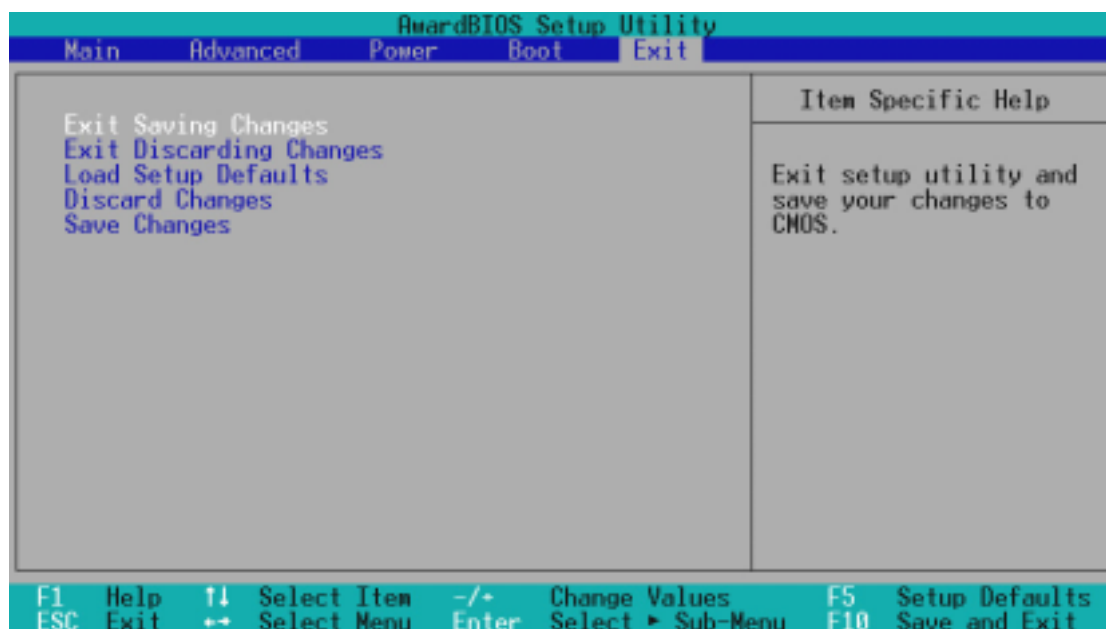 AwardBIOS Setup Utility
Main Advanced Power Boot Exit
Item Specific Help
Exit Saving Changes
Exit Discarding Changes
Load Setup Defaults
Discard Changes
Save Changes
Exit setup utility and
save your changes to
CMOS.
F1 Help ↑↓ Select Item -/+ Change Values F5 Setup Defaults
ESC Exit ←→ Select Menu Enter Select ► Sub-Menu F10 Save and Exit